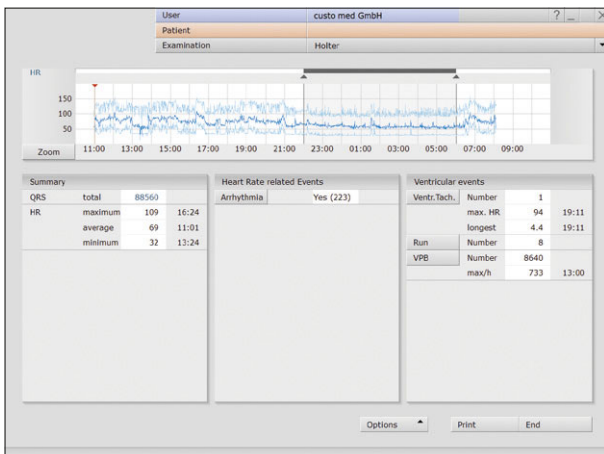 User custo med GmbH ? _ X
Patient
Examination Holter
HR
150
100
50
Zoom 11:00 13:00 15:00 17:00 19:00 21:00 23:00 01:00 03:00 05:00 07:00 09:00
Summary
QRS total 88560
HR maximum 109 16:24
average 69 11:01
minimum 32 13:24
Heart Rate related Events
Arrhythmia Yes (223)
Ventricular events
Ventr.Tach. Number 1
max. HR 94 19:11
longest 4.4 19:11
Run Number 8
VPB Number 8640
max/h 733 13:00
Options Print End